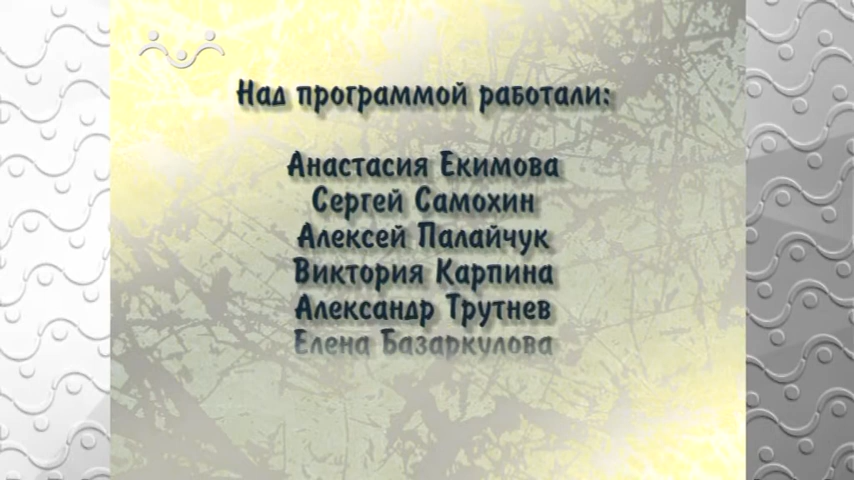 Над программой работали:
Анастасия Екимова
Сергей Самохин
Алексей Палайчук
Виктория Карпина
Александр Трутнев
Елена Базаркулова